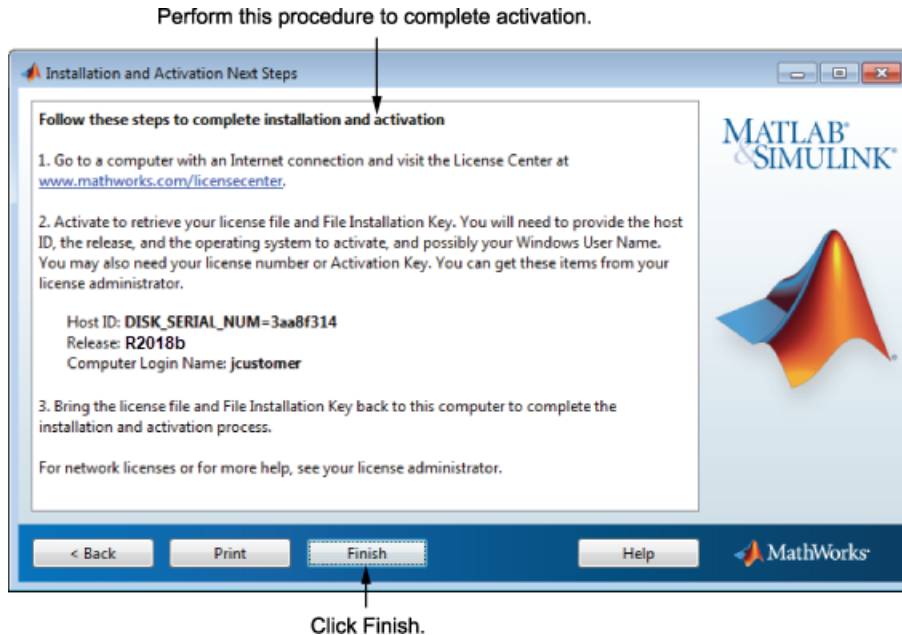 Perform this procedure to complete activation.
Installation and Activation Next Steps
Follow these steps to complete installation and activation
1. Go to a computer with an Internet connection and visit the License Center at
www.mathworks.com/licensecenter.
2. Activate to retrieve your license file and File Installation Key. You will need to provide the host
ID, the release, and the operating system to activate, and possibly your Windows User Name.
You may also need your license number or Activation Key. You can get these items from your
license administrator.
Host ID: DISK_SERIAL_NUM=3aa8f314
Release: R2018b
Computer Login Name: jcustomer
3. Bring the license file and File Installation Key back to this computer to complete the
installation and activation process.
For network licenses or for more help, see your license administrator.
MATLAB®
&SIMULINK®
< Back
Print
Finish
Help
MathWorks®
Click Finish.